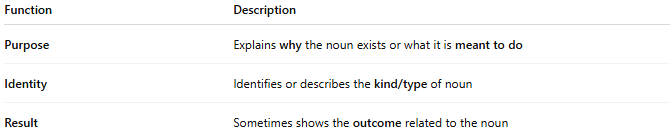 Function Description
Purpose Explains why the noun exists or what it is meant to do
Identity Identifies or describes the kind/type of noun
Result Sometimes shows the outcome related to the noun